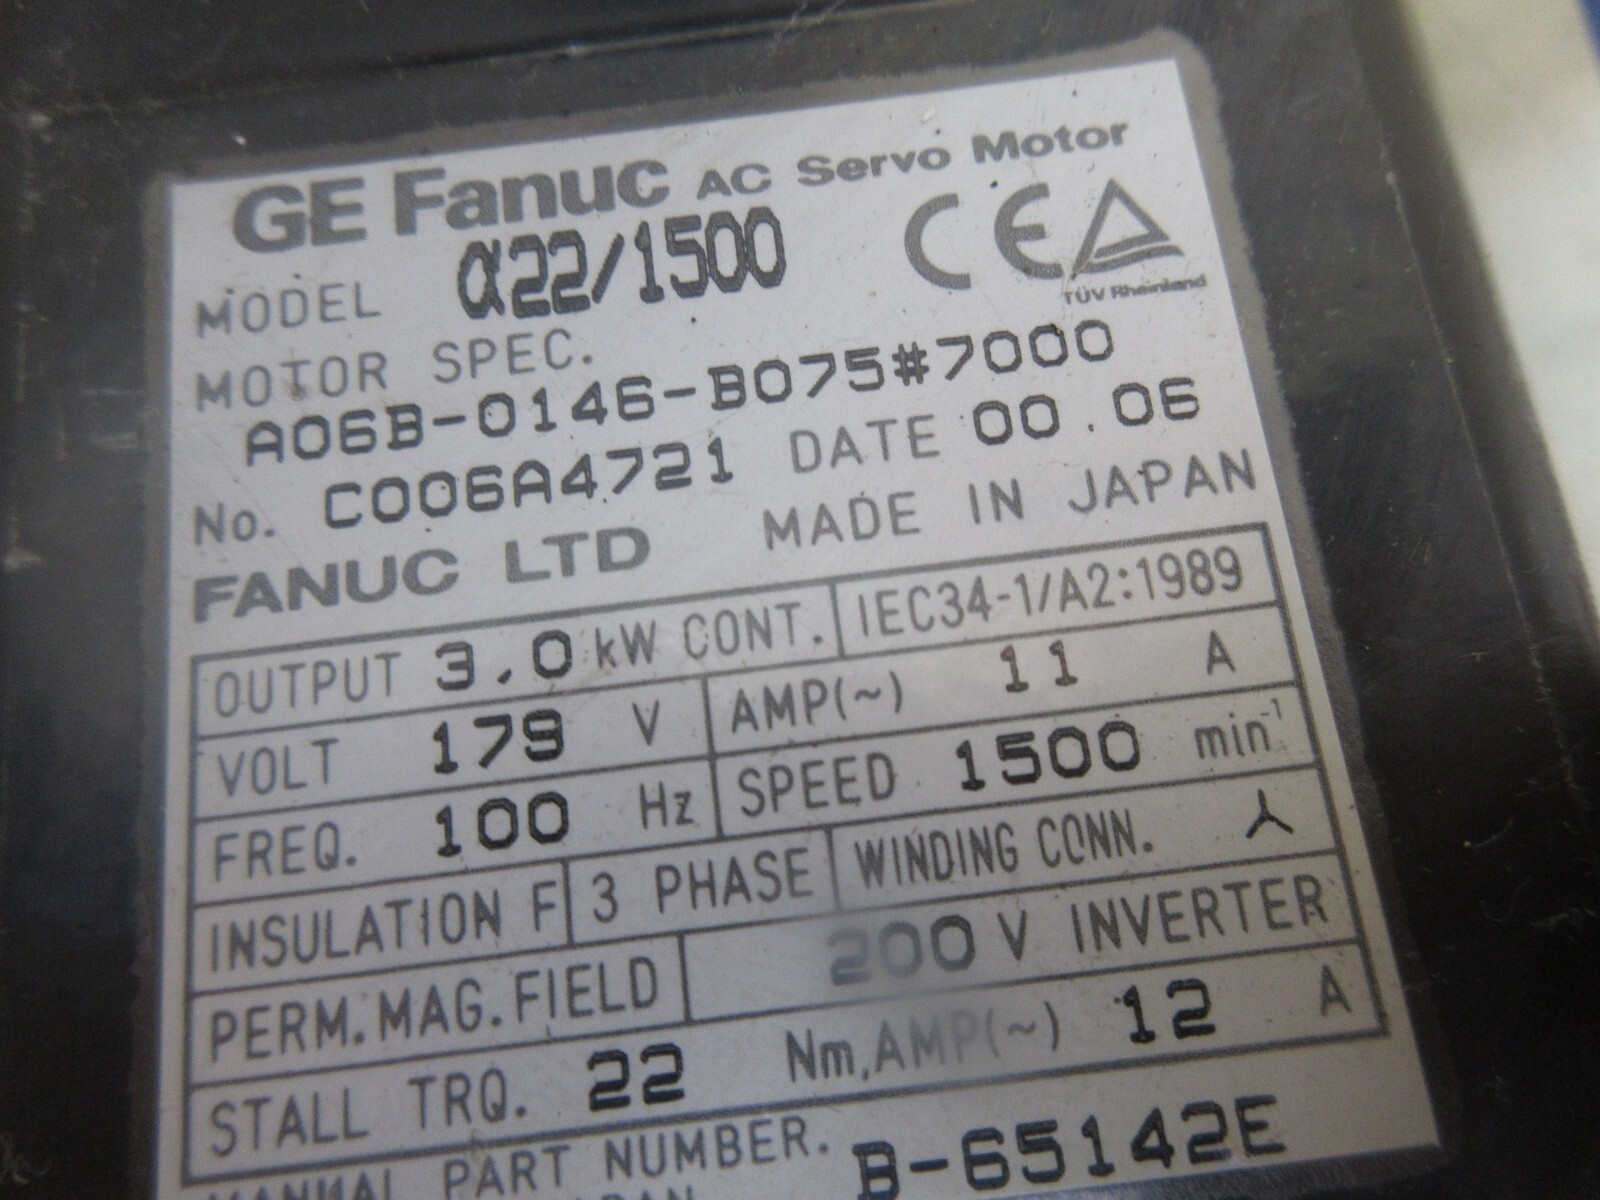 GE Fanuc AC Servo Motor
MODEL α22/1500
CE
TÜV Rheinland
MOTOR SPEC.
A06B-0146-B075#7000
No. C006A4721 DATE 00.06
FANUC LTD MADE IN JAPAN
OUTPUT 3.0 kW CONT. IEC34-1/A2:1989
VOLT 179 V AMP(~) 11 A
FREQ. 100 Hz SPEED 1500 min⁻¹
INSULATION F 3 PHASE WINDING CONN.
PERM.MAG.FIELD 200 V INVERTER
STALL TRQ. 22 Nm,AMP(~) 12 A
MANUAL PART NUMBER. B-65142E